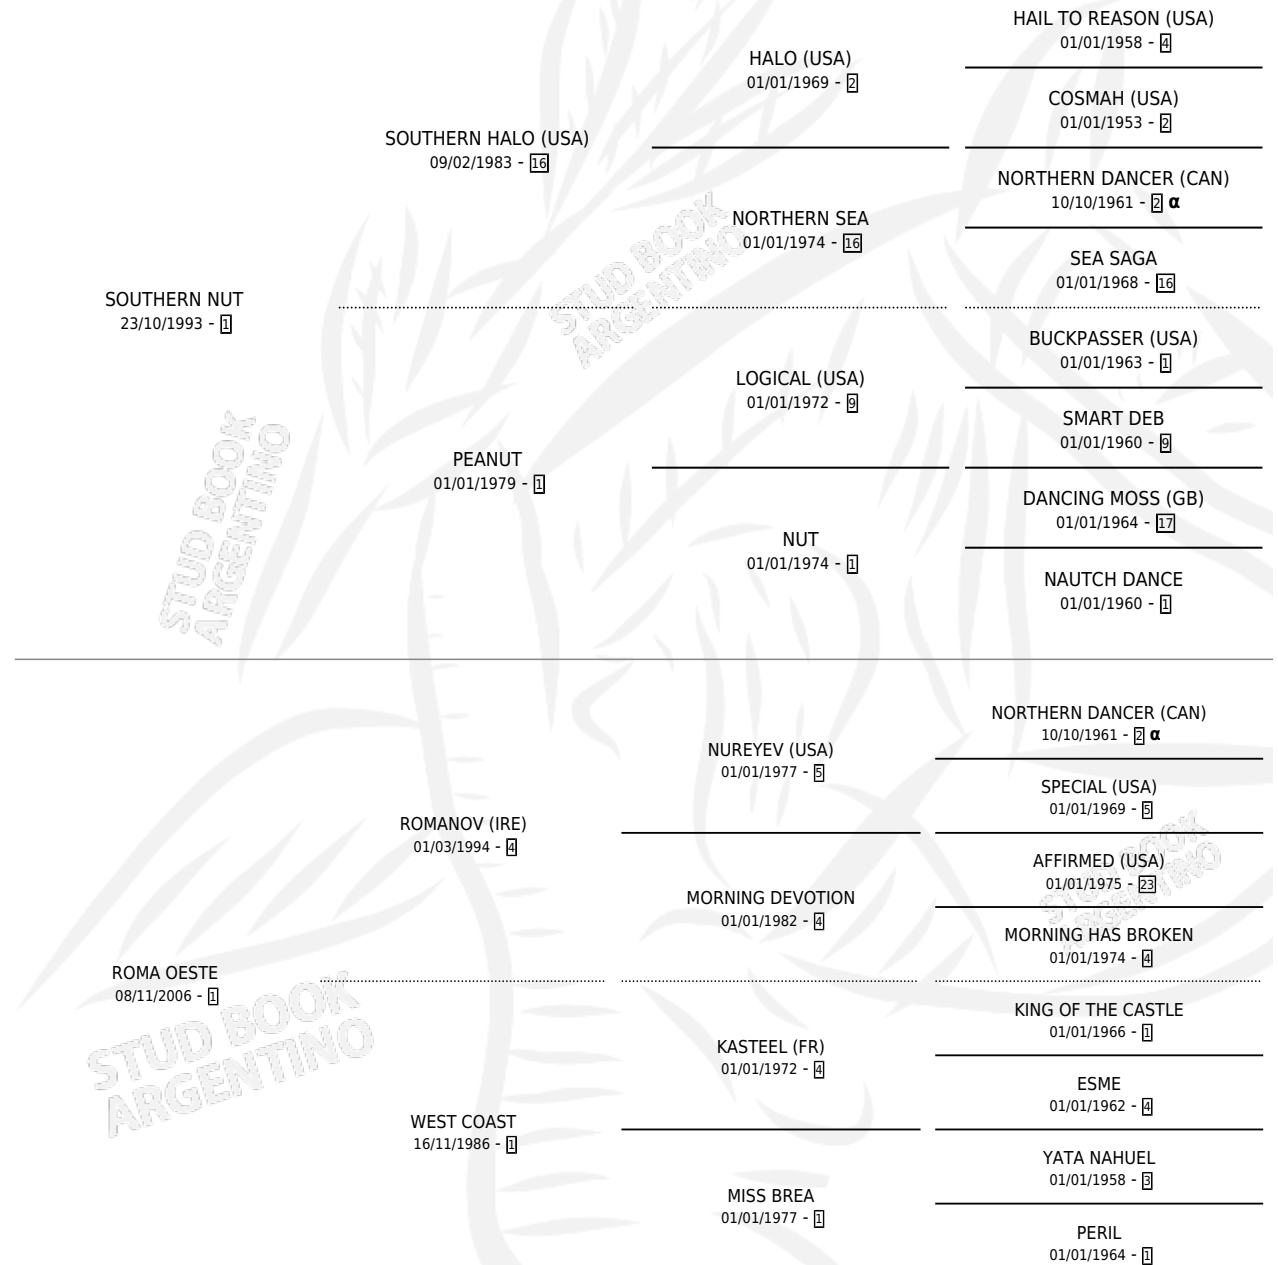 HAIL TO REASON (USA)
01/01/1958 - 4
HALO (USA)
01/01/1969 - 2
COSMAH (USA)
01/01/1953 - 2
SOUTHERN HALO (USA)
09/02/1983 - 16
NORTHERN DANCER (CAN)
10/10/1961 - 2 α
NORTHERN SEA
01/01/1974 - 16
SEA SAGA
01/01/1968 - 16
SOUTHERN NUT
23/10/1993 - 1
BUCKPASSER (USA)
01/01/1963 - 1
LOGICAL (USA)
01/01/1972 - 9
SMART DEB
01/01/1960 - 9
PEANUT
01/01/1979 - 1
DANCING MOSS (GB)
01/01/1964 - 17
NUT
01/01/1974 - 1
NAUTCH DANCE
01/01/1960 - 1
STUD BOOK
ARGENTINO
STUD BOOK
ARGENTINO
NORTHERN DANCER (CAN)
10/10/1961 - 2 α
NUREYEV (USA)
01/01/1977 - 5
SPECIAL (USA)
01/01/1969 - 5
ROMANOV (IRE)
01/03/1994 - 4
AFFIRMED (USA)
01/01/1975 - 23
MORNING DEVOTION
01/01/1982 - 4
MORNING HAS BROKEN
01/01/1974 - 4
ROMA OESTE
08/11/2006 - 1
KING OF THE CASTLE
01/01/1966 - 1
KASTEEL (FR)
01/01/1972 - 4
ESME
01/01/1962 - 4
WEST COAST
16/11/1986 - 1
YATA NAHUEL
01/01/1958 - 3
MISS BREA
01/01/1977 - 1
PERIL
01/01/1964 - 1
STUD BOOK
ARGENTINO
STUD BOOK
ARGENTINO